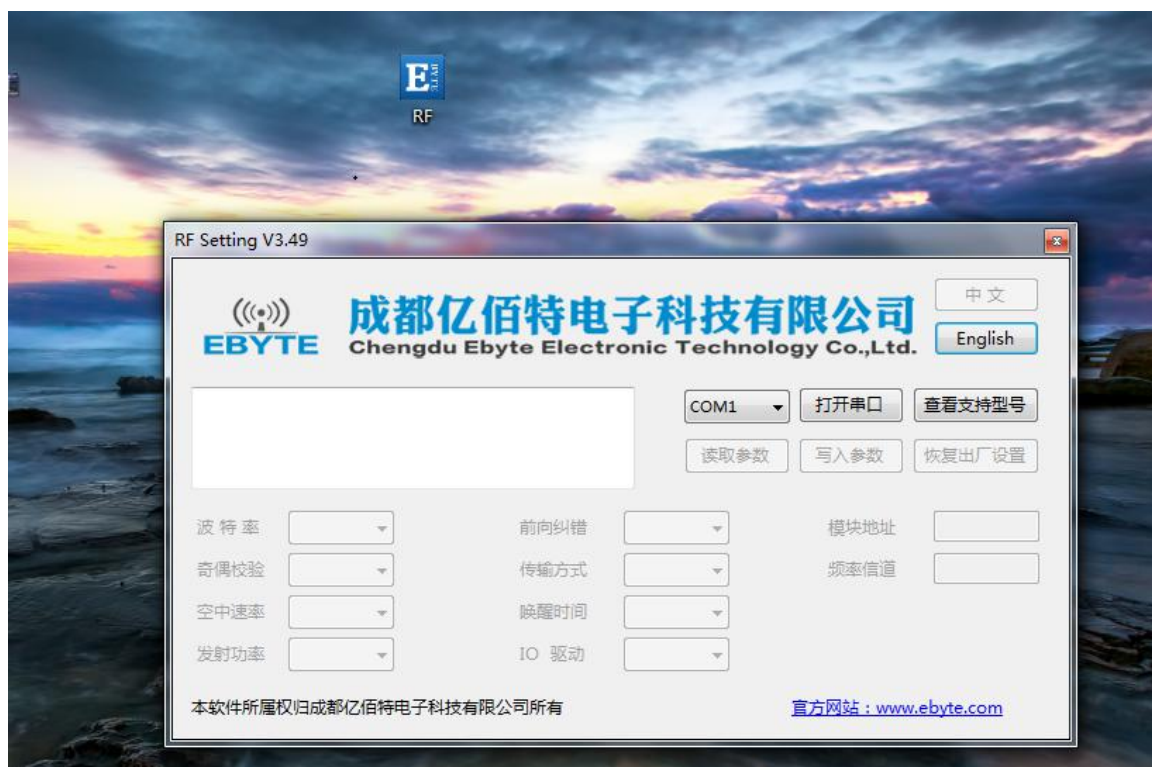 E BYTE
RF
RF Setting V3.49
EBYTE
成都亿佰特电子科技有限公司
Chengdu Ebyte Electronic Technology Co.,Ltd.
中文
English
COM1 打开串口 查看支持型号
读取参数 写入参数 恢复出厂设置
波特率 前向纠错 模块地址
奇偶校验 传输方式 频率信道
空中速率 唤醒时间
发射功率 IO 驱动
本软件所属权归成都亿佰特电子科技有限公司所有 官方网站：www.ebyte.com